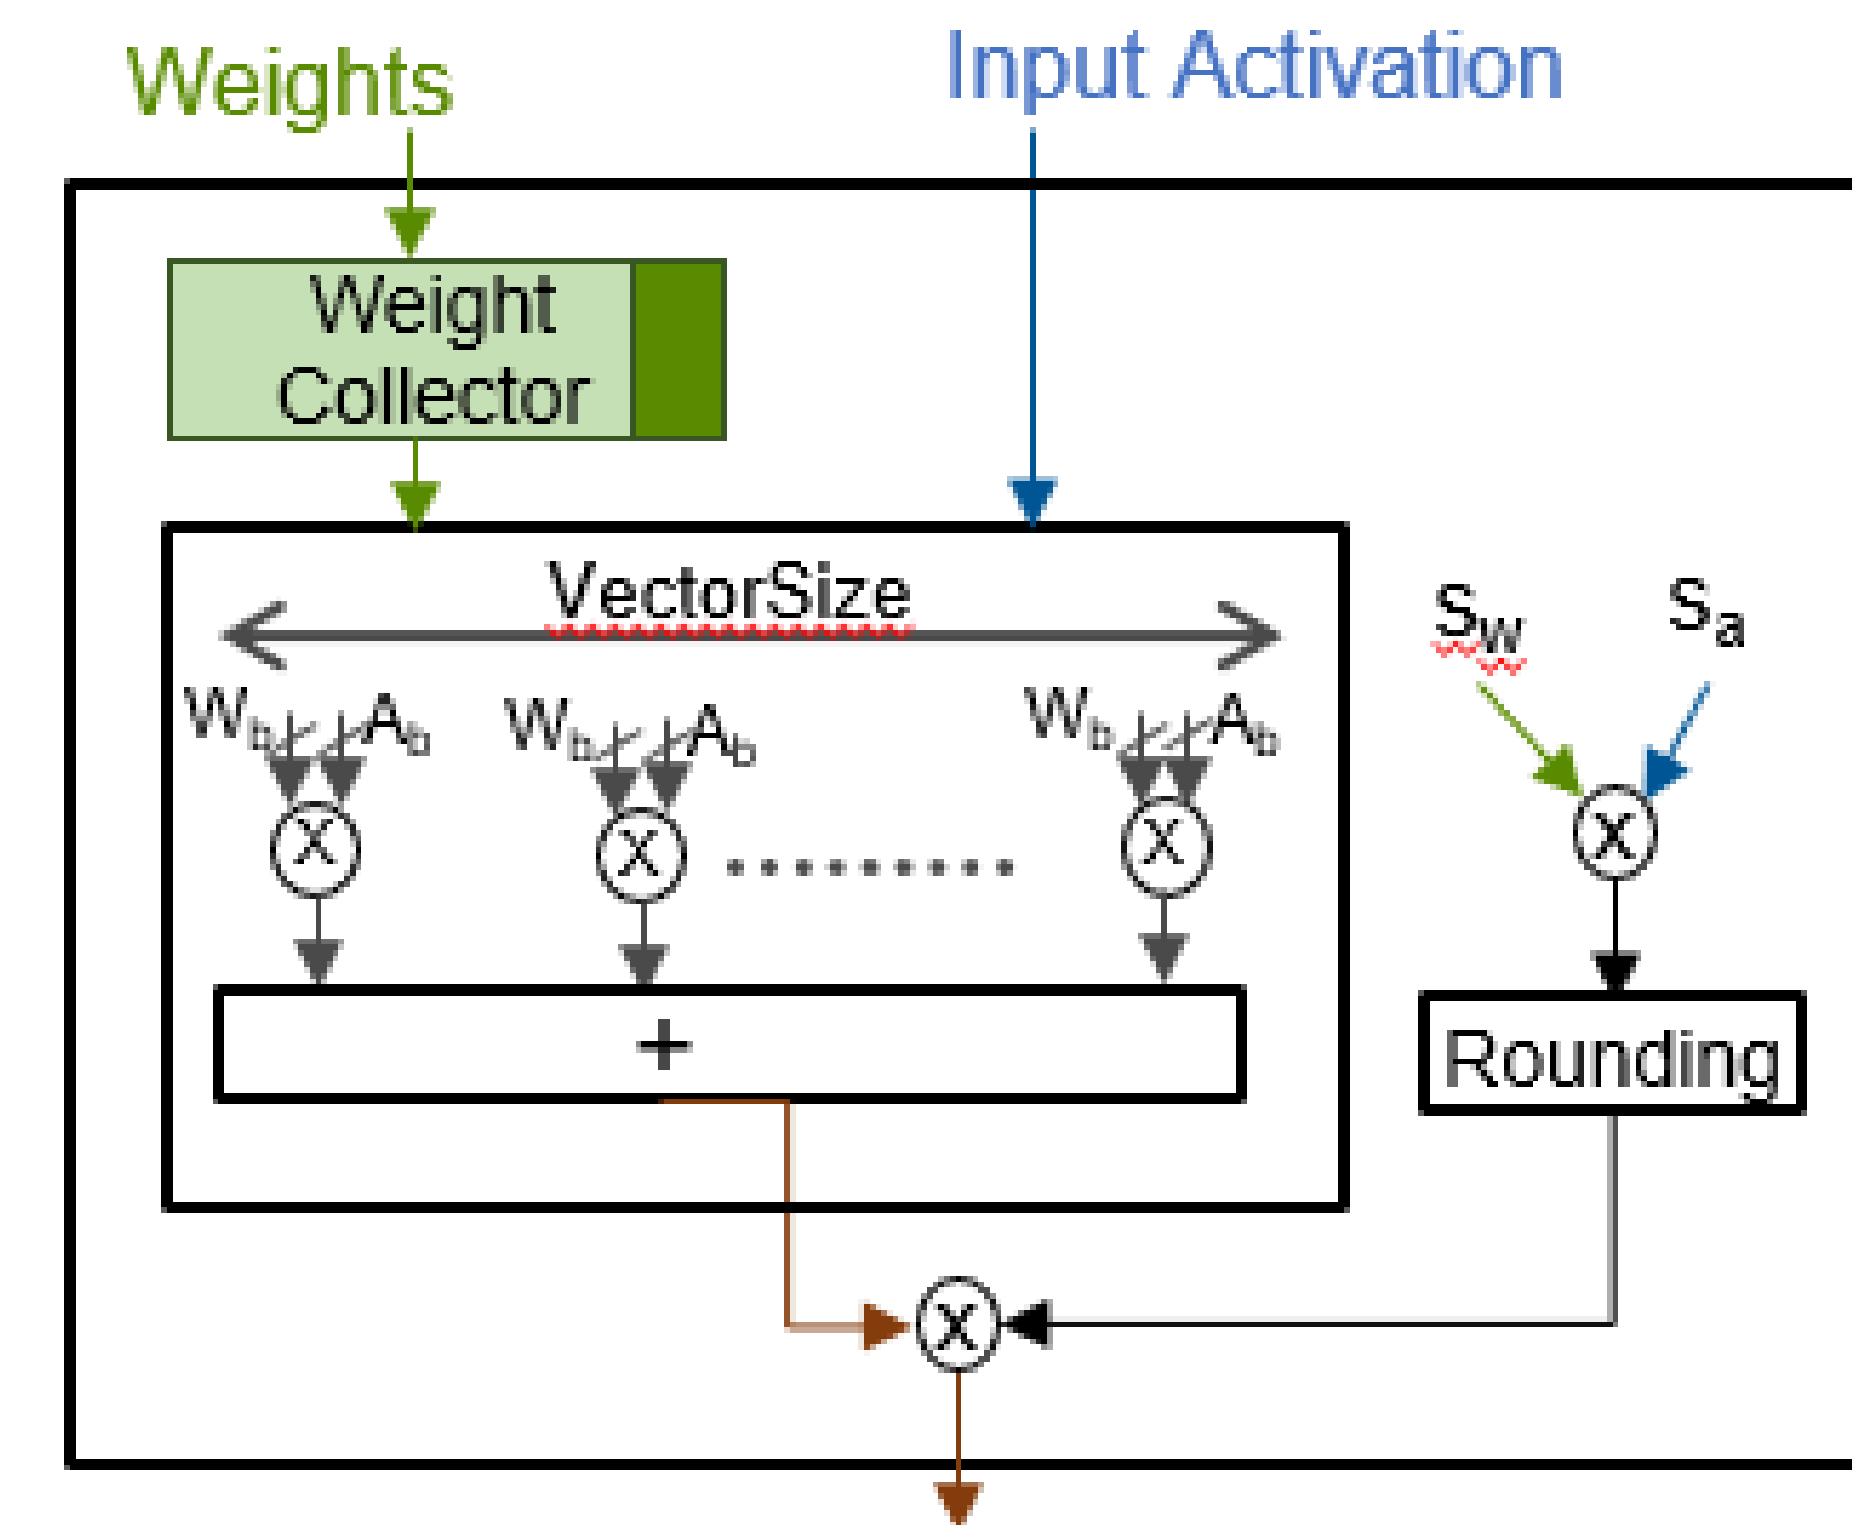 Weights
Input Activation
Weight
Collector
VectorSize
Sw Sa
Wb Ab Wb Ab Wb Ab
X X ......... X X
+
Rounding
X